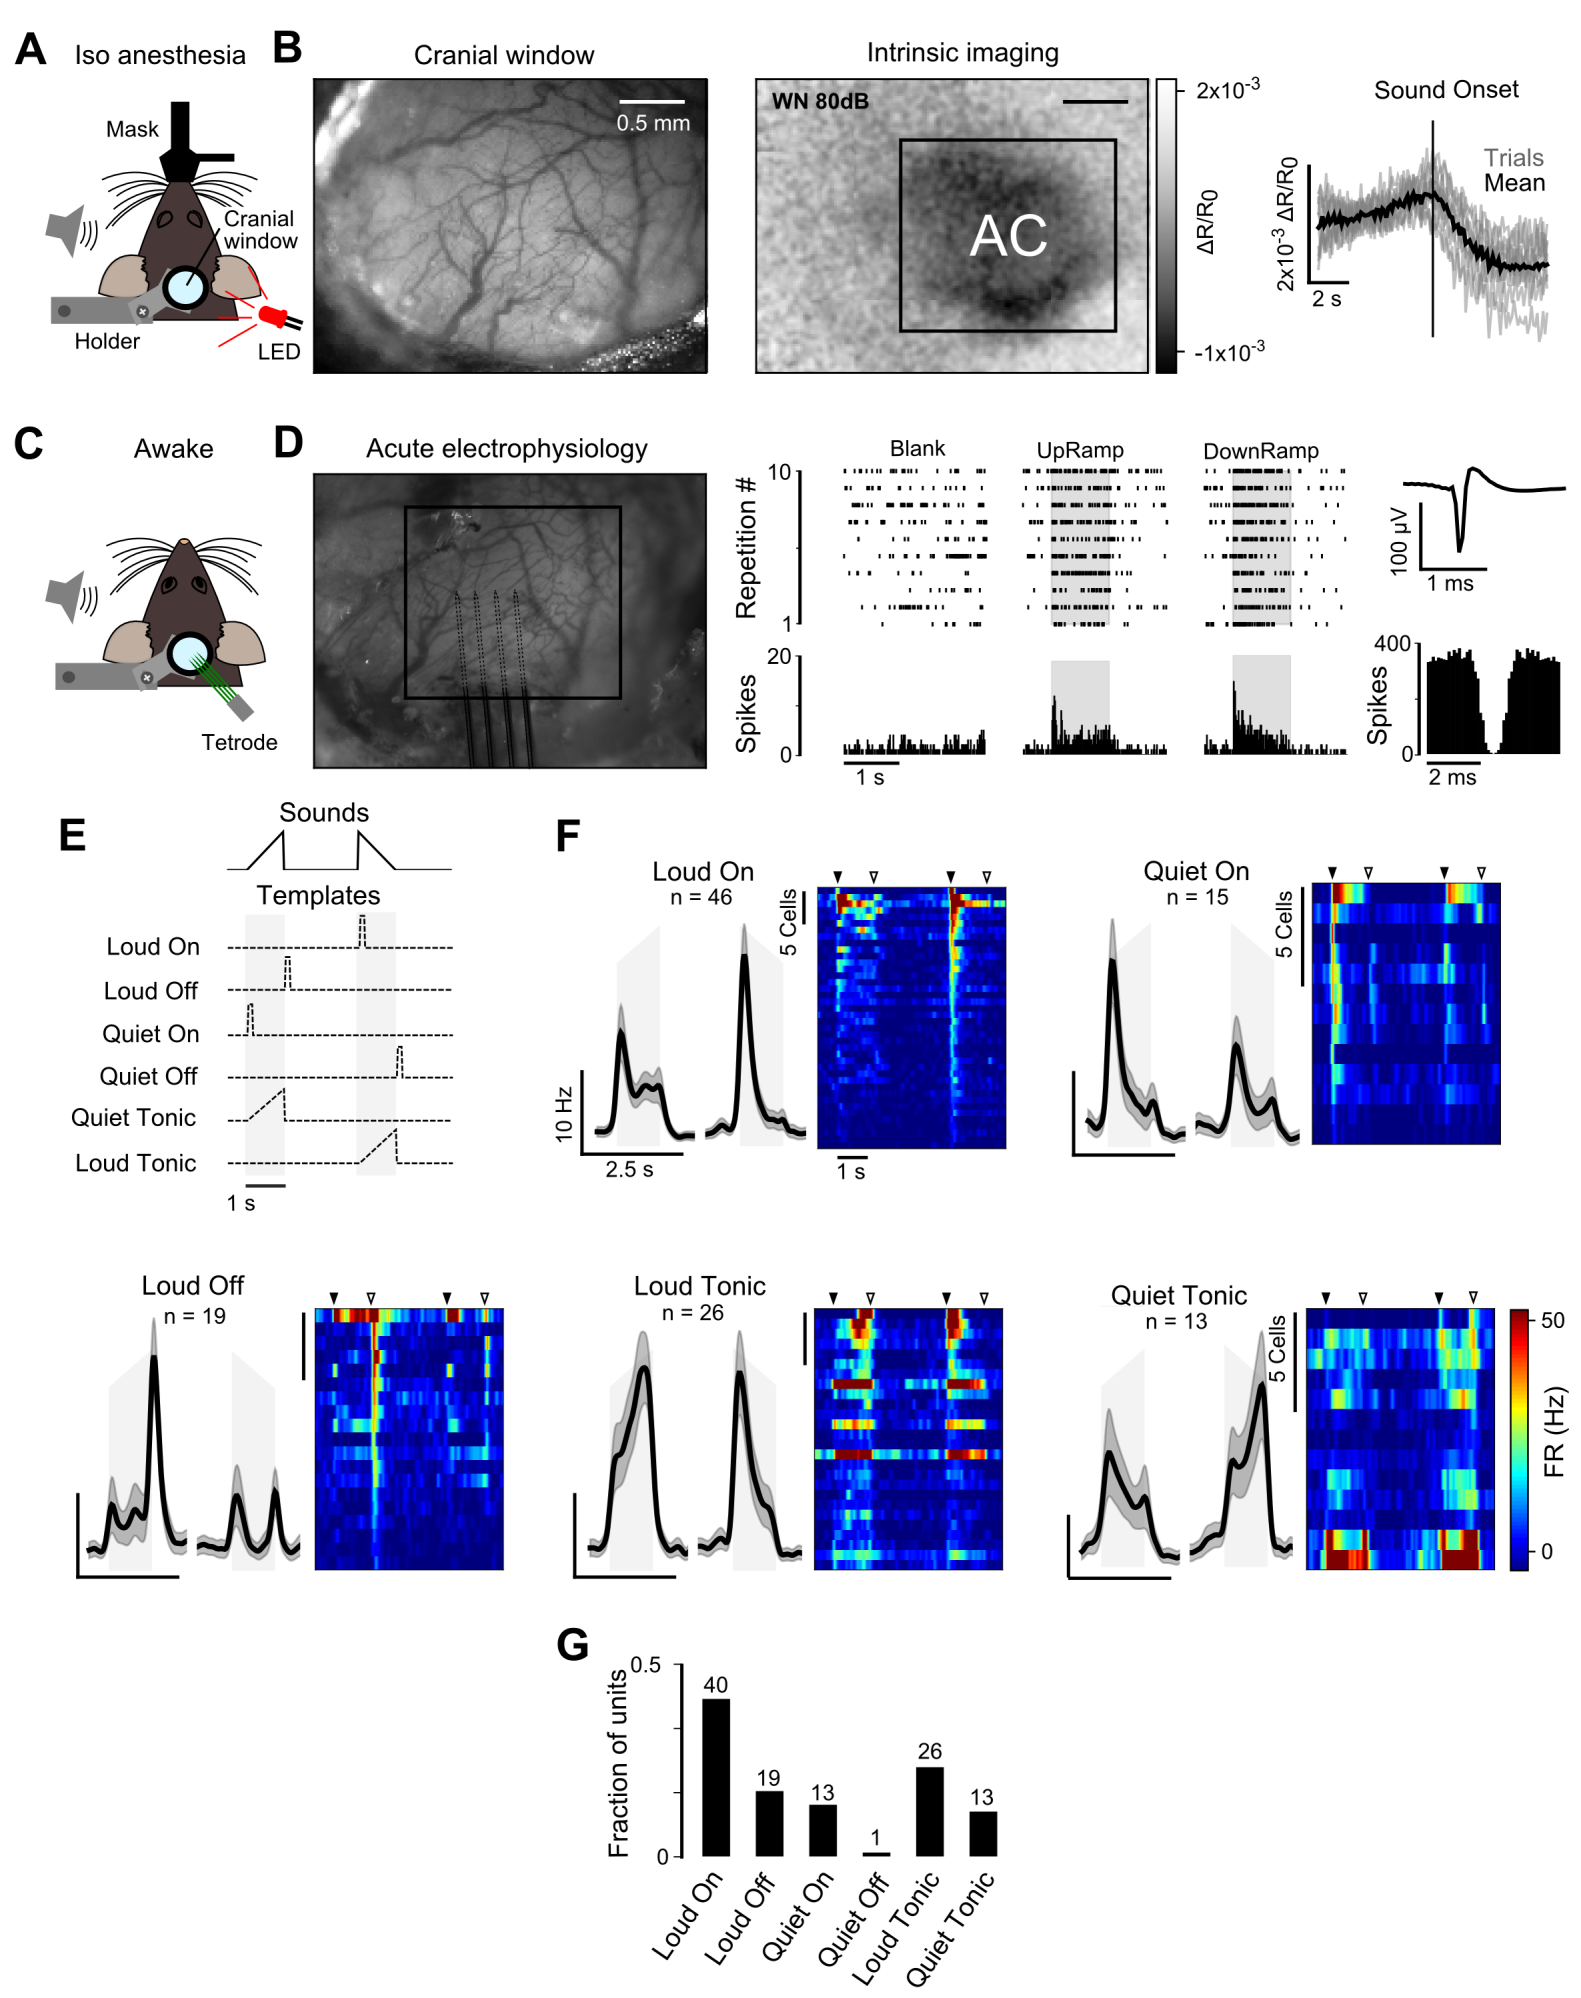 A
Iso anesthesia
Mask
Cranial
window
Holder
LED
B
Cranial window
0.5 mm
Intrinsic imaging
WN 80dB
AC
2x10-3
ΔR/R0
-1x10-3
Sound Onset
Trials
Mean
2x10-3 ΔR/R0
2 s
C
Awake
Tetrode
D
Acute electrophysiology
Blank
UpRamp
DownRamp
Repetition #
10
1
Spikes
20
0
1 s
100 µV
1 ms
Spikes
400
0
2 ms
E
Sounds
Templates
Loud On
Loud Off
Quiet On
Quiet Off
Quiet Tonic
Loud Tonic
1 s
F
Loud On
n = 46
5 Cells
10 Hz
2.5 s
1 s
Quiet On
n = 15
5 Cells
Loud Off
n = 19
Loud Tonic
n = 26
Quiet Tonic
n = 13
5 Cells
50
FR (Hz)
0
G
Fraction of units
0.5
0
40
19
13
1
26
13
Loud On
Loud Off
Quiet On
Quiet Off
Loud Tonic
Quiet Tonic